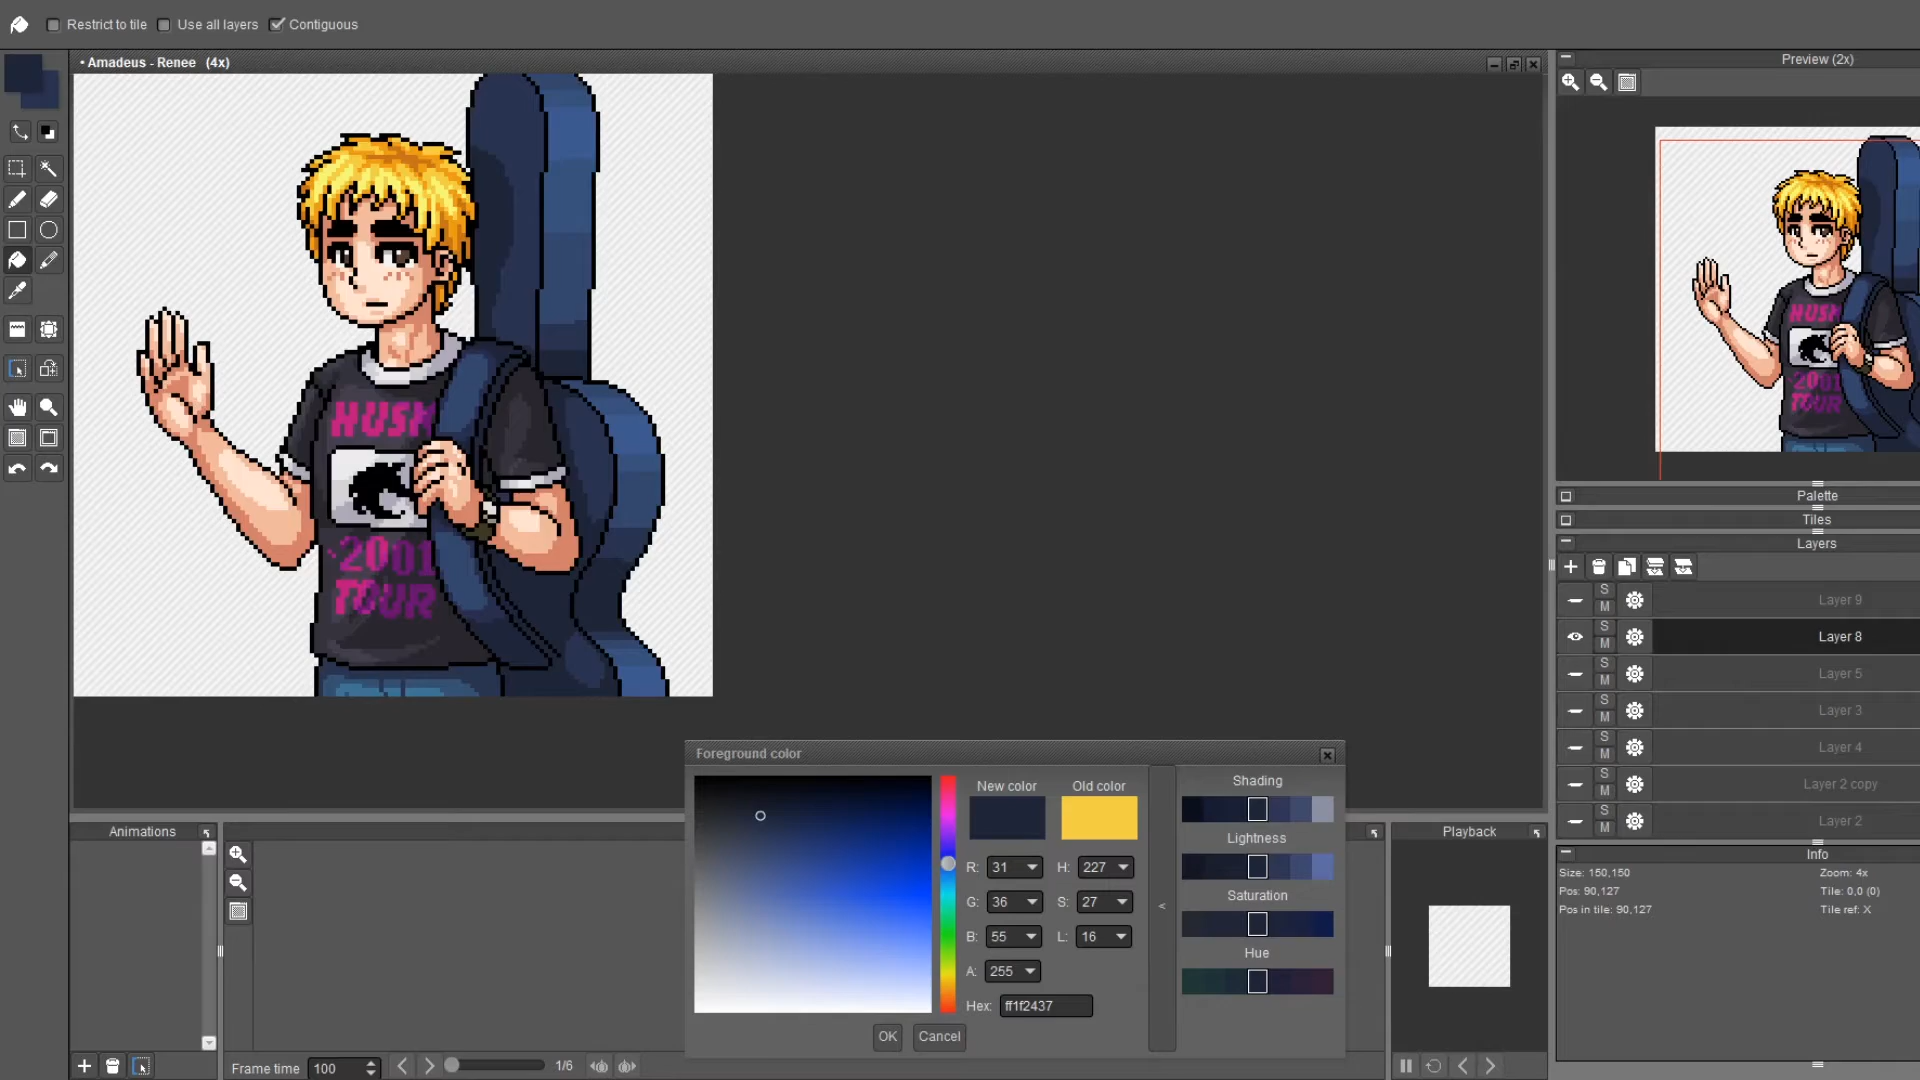 Restrict to tile
Use all layers
Contiguous
• Amadeus - Renee (4x)
Preview (2x)
HUSK
2001
TOUR
HUSK
2001
TOUR
Palette
Tiles
Layers
S
M
Layer 9
S
M
Layer 8
S
M
Layer 5
S
M
Layer 3
S
M
Layer 4
S
M
Layer 2 copy
S
M
Layer 2
Foreground color
New color
Old color
R: 31
H: 227
G: 36
S: 27
B: 55
L: 16
A: 255
Hex: ff1f2437
OK
Cancel
<
Shading
Lightness
Saturation
Hue
Animations
Frame time 100
1/6
Playback
Info
Size: 150,150
Zoom: 4x
Pos: 90,127
Tile: 0,0 (0)
Pos in tile: 90,127
Tile ref: X